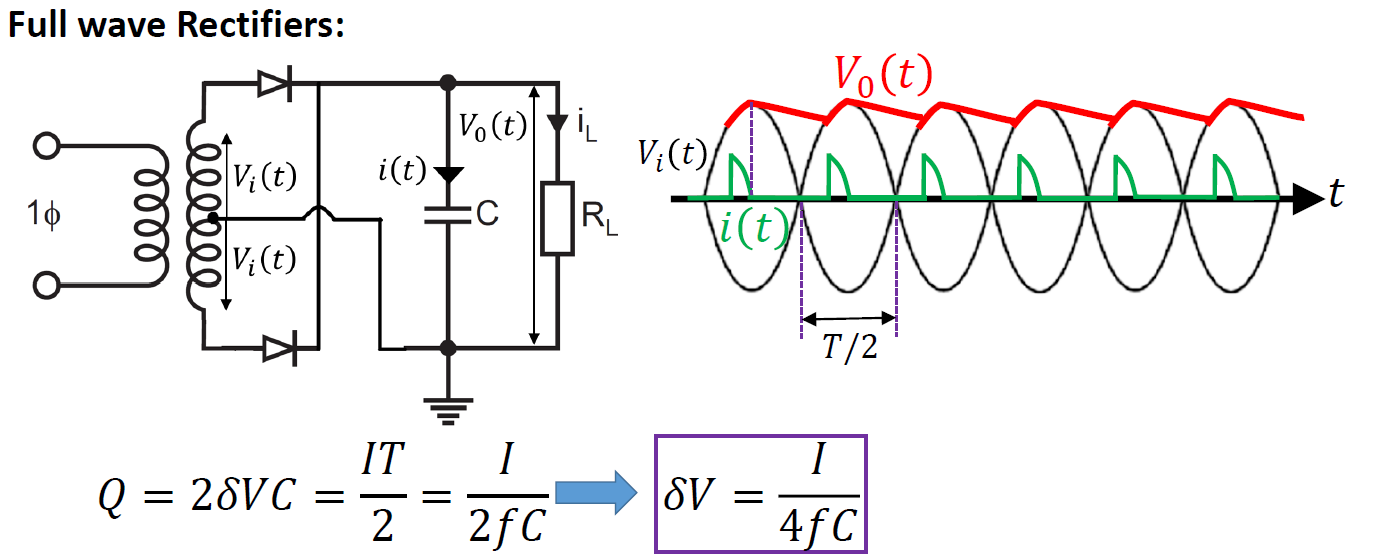 Full wave Rectifiers:
1ϕ
V_i(t)
V_i(t)
i(t)
C
V_0(t)
i_L
R_L
V_0(t)
V_i(t)
i(t)
t
T/2
Q = 2δVC = IT/2 = I/2fC
δV = I/4fC